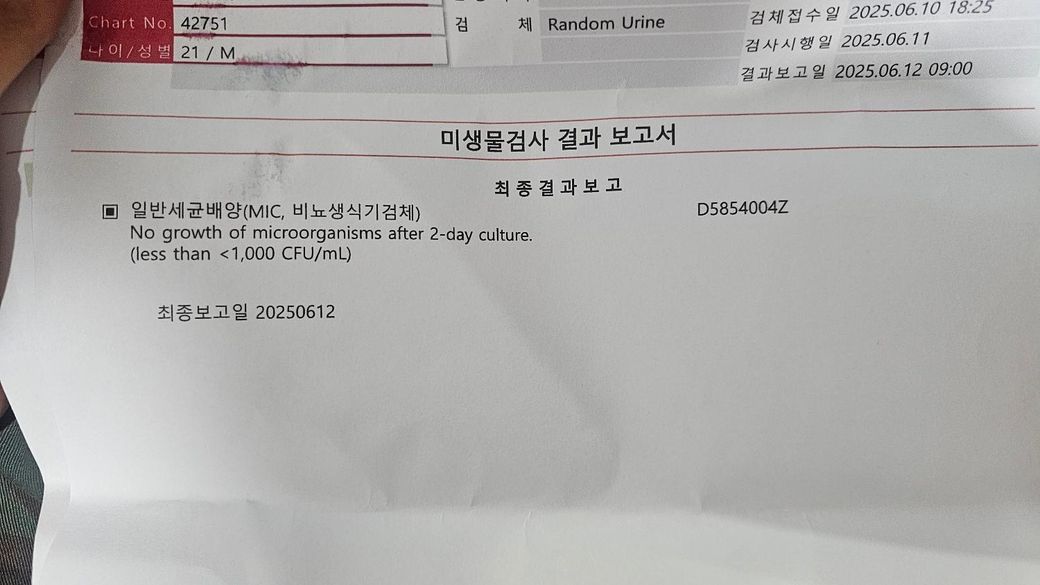 Chart No. 42751
나이/성별 21 / M
검 체 Random Urine
검체접수일 2025.06.10 18:25
검사시행일 2025.06.11
결과보고일 2025.06.12 09:00
미생물검사 결과 보고서
최종결과보고
▣ 일반세균배양(MIC, 비뇨생식기검체) D5854004Z
No growth of microorganisms after 2-day culture.
(less than <1,000 CFU/mL)
최종보고일 20250612